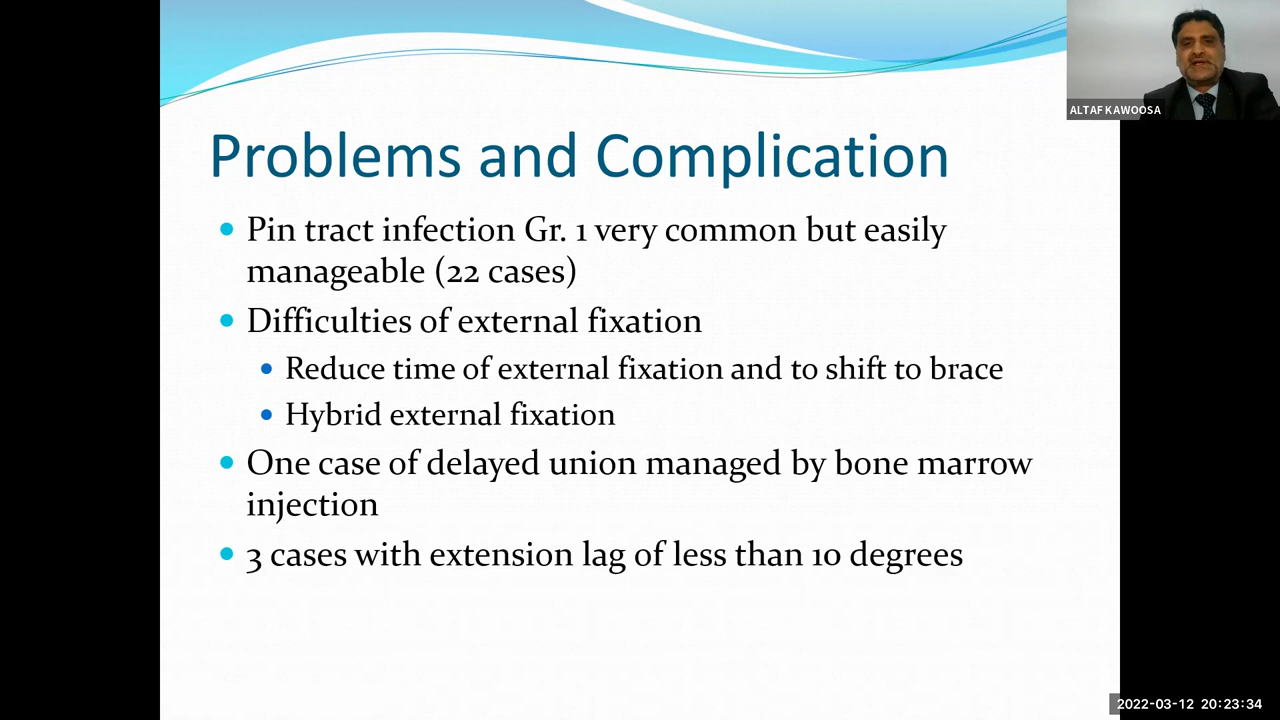 ALTAF KAWOOSA
Problems and Complication
• Pin tract infection Gr. 1 very common but easily
manageable (22 cases)
• Difficulties of external fixation
• Reduce time of external fixation and to shift to brace
• Hybrid external fixation
• One case of delayed union managed by bone marrow
injection
• 3 cases with extension lag of less than 10 degrees
2022-03-12 20:23:34